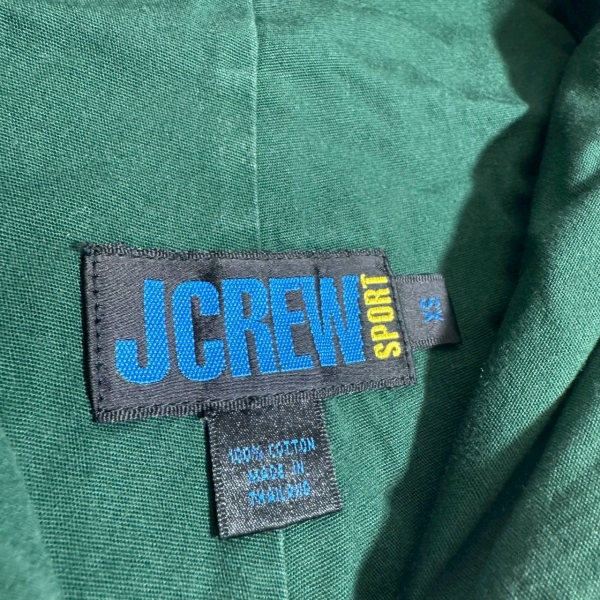 JCREW SPORT
XS
100% COTTON
MADE IN
THAILAND